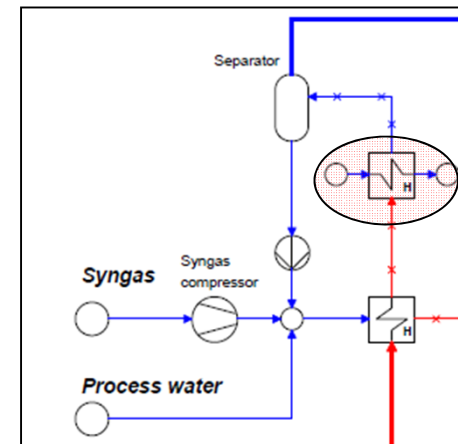 Separator
H
Syngas
Syngas
compressor
H
Process water